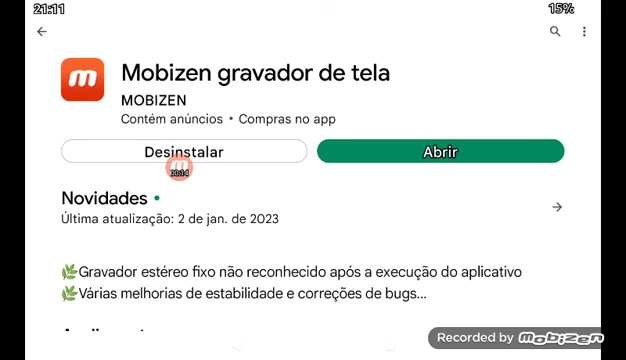 21:11
15%
m
Mobizen gravador de tela
MOBIZEN
Contém anúncios • Compras no app
Desinstalar
Abrir
m
00:14
Novidades •
Última atualização: 2 de jan. de 2023
🌿Gravador estéreo fixo não reconhecido após a execução do aplicativo
🌿Várias melhorias de estabilidade e correções de bugs...
Recorded by mobizen